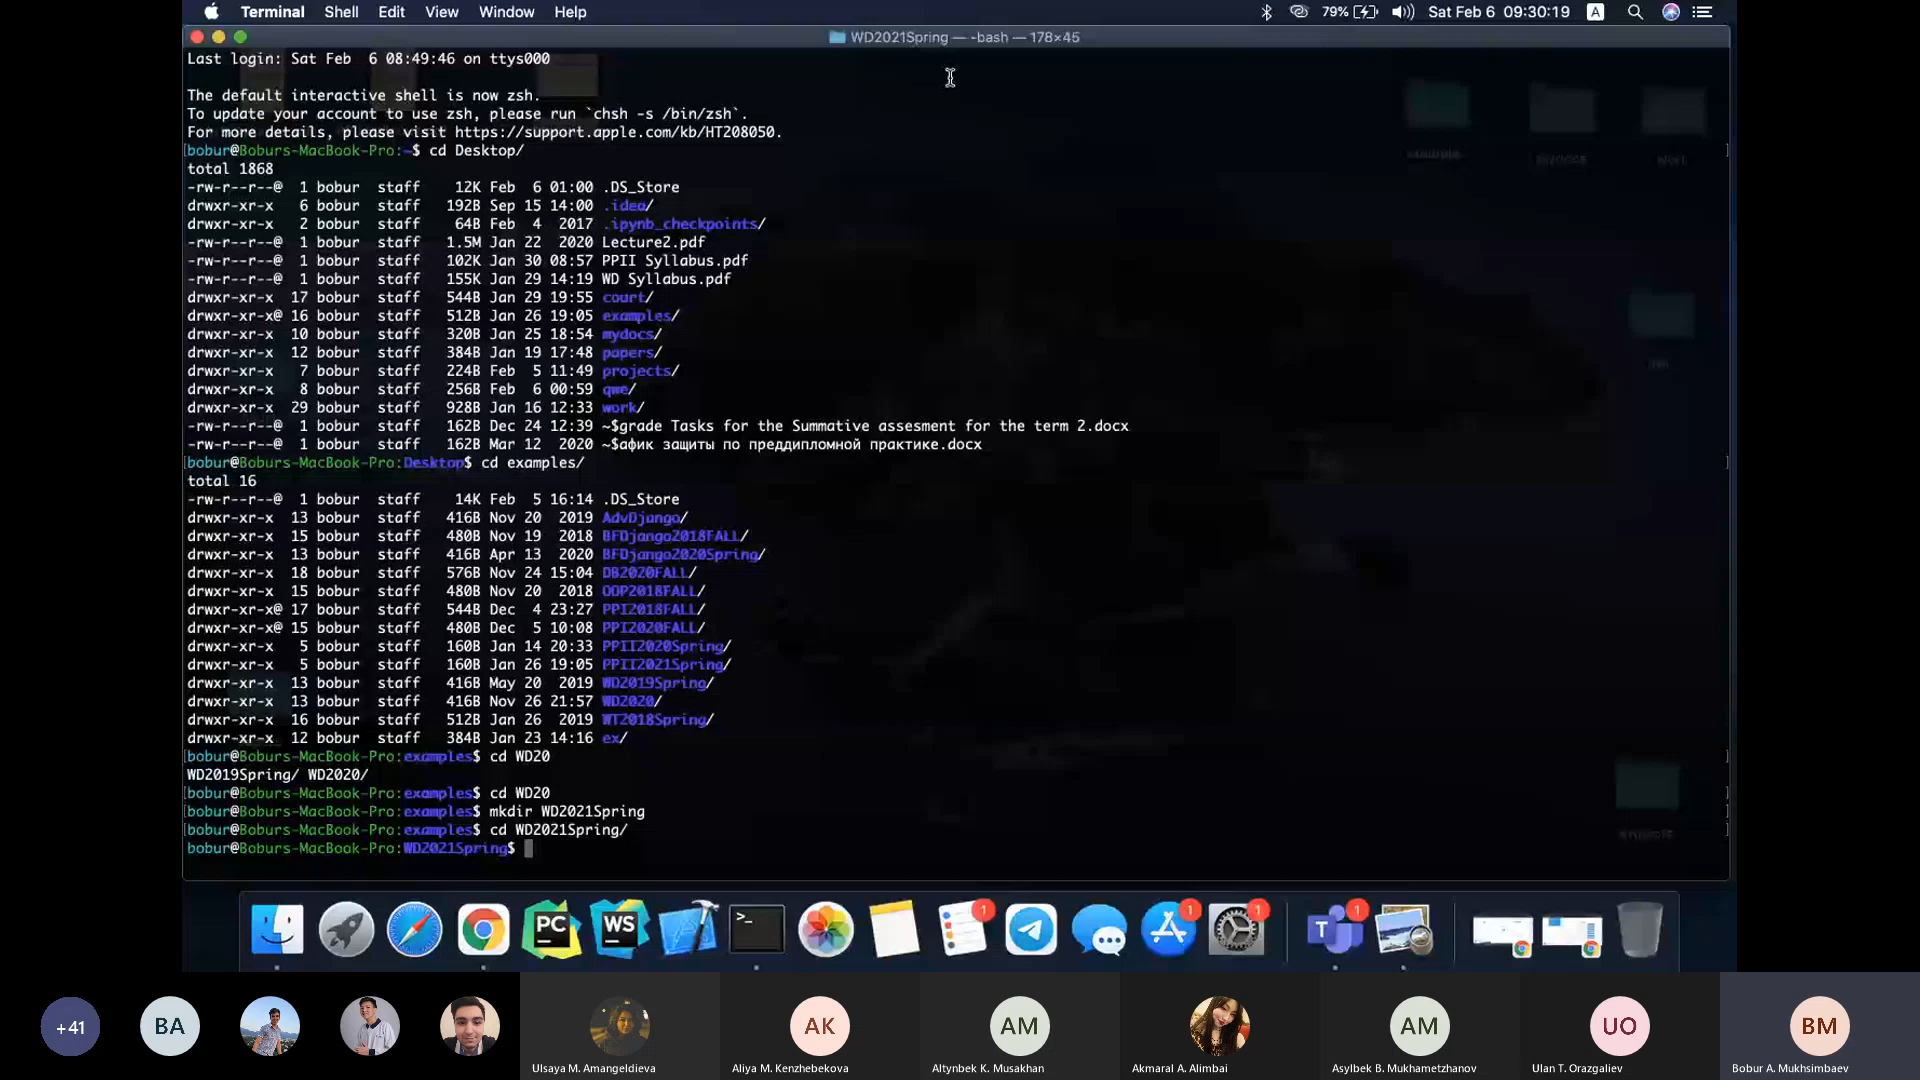 Terminal Shell Edit View Window Help 79% Sat Feb 6 09:30:19 A
WD2021Spring — -bash — 178×45
Last login: Sat Feb  6 08:49:46 on ttys000
The default interactive shell is now zsh.
To update your account to use zsh, please run `chsh -s /bin/zsh`.
For more details, please visit https://support.apple.com/kb/HT208050.
[bobur@Boburs-MacBook-Pro:~$ cd Desktop/ ]
total 1868
-rw-r--r--@  1 bobur  staff    12K Feb  6 01:00 .DS_Store
drwxr-xr-x   6 bobur  staff   192B Sep 15 14:00 .idea/
drwxr-xr-x   2 bobur  staff    64B Feb  4  2017 .ipynb_checkpoints/
-rw-r--r--@  1 bobur  staff   1.5M Jan 22  2020 Lecture2.pdf
-rw-r--r--@  1 bobur  staff   102K Jan 30 08:57 PPII Syllabus.pdf
-rw-r--r--@  1 bobur  staff   155K Jan 29 14:19 WD Syllabus.pdf
drwxr-xr-x  17 bobur  staff   544B Jan 29 19:55 court/
drwxr-xr-x@ 16 bobur  staff   512B Jan 26 19:05 examples/
drwxr-xr-x  10 bobur  staff   320B Jan 25 18:54 mydocs/
drwxr-xr-x  12 bobur  staff   384B Jan 19 17:48 papers/
drwxr-xr-x   7 bobur  staff   224B Feb  5 11:49 projects/
drwxr-xr-x   8 bobur  staff   256B Feb  6 00:59 qwe/
drwxr-xr-x  29 bobur  staff   928B Jan 16 12:33 work/
-rw-r--r--@  1 bobur  staff   162B Dec 24 12:39 ~$grade Tasks for the Summative assesment for the term 2.docx
-rw-r--r--@  1 bobur  staff   162B Mar 12  2020 ~$афик защиты по преддипломной практике.docx
[bobur@Boburs-MacBook-Pro:Desktop$ cd examples/ ]
total 16
-rw-r--r--@  1 bobur  staff    14K Feb  5 16:14 .DS_Store
drwxr-xr-x  13 bobur  staff   416B Nov 20  2019 AdvDjango/
drwxr-xr-x  15 bobur  staff   480B Nov 19  2018 BFDjango2018FALL/
drwxr-xr-x  13 bobur  staff   416B Apr 13  2020 BFDjango2020Spring/
drwxr-xr-x  18 bobur  staff   576B Nov 24 15:04 DB2020FALL/
drwxr-xr-x  15 bobur  staff   480B Nov 20  2018 OOP2018FALL/
drwxr-xr-x@ 17 bobur  staff   544B Dec  4 23:27 PPI2018FALL/
drwxr-xr-x@ 15 bobur  staff   480B Dec  5 10:08 PPI2020FALL/
drwxr-xr-x   5 bobur  staff   160B Jan 14 20:33 PPII2020Spring/
drwxr-xr-x   5 bobur  staff   160B Jan 26 19:05 PPII2021Spring/
drwxr-xr-x  13 bobur  staff   416B May 20  2019 WD2019Spring/
drwxr-xr-x  13 bobur  staff   416B Nov 26 21:57 WD2020/
drwxr-xr-x  16 bobur  staff   512B Jan 26  2019 WT2018Spring/
drwxr-xr-x  12 bobur  staff   384B Jan 23 14:16 ex/
[bobur@Boburs-MacBook-Pro:examples$ cd WD20 ]
WD2019Spring/ WD2020/
[bobur@Boburs-MacBook-Pro:examples$ cd WD20 ]
[bobur@Boburs-MacBook-Pro:examples$ mkdir WD2021Spring ]
[bobur@Boburs-MacBook-Pro:examples$ cd WD2021Spring/ ]
bobur@Boburs-MacBook-Pro:WD2021Spring$
PC WS >_ 1 1 1 T 1
+41 BA AK AM AM UO BM
Ulsaya M. Amangeldieva Aliya M. Kenzhebekova Altynbek K. Musakhan Akmaral A. Alimbai Asylbek B. Mukhametzhanov Ulan T. Orazgaliev Bobur A. Mukhsimbaev